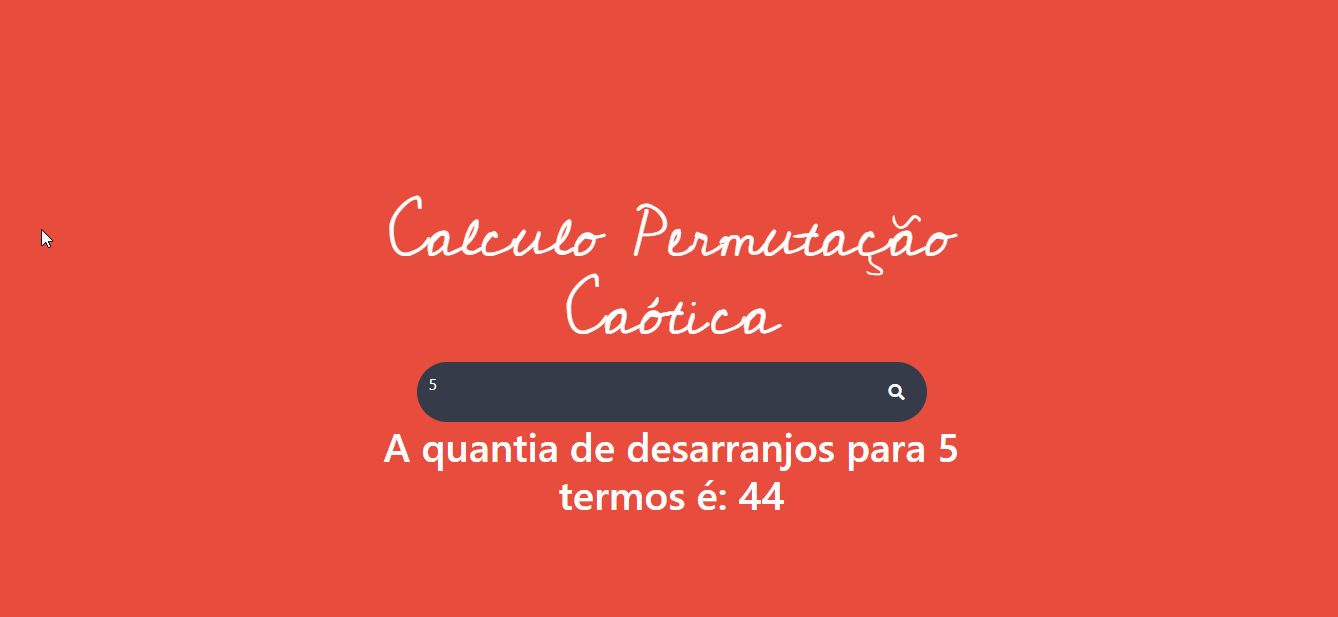 Calculo Permutação
Caótica
5
A quantia de desarranjos para 5
termos é: 44